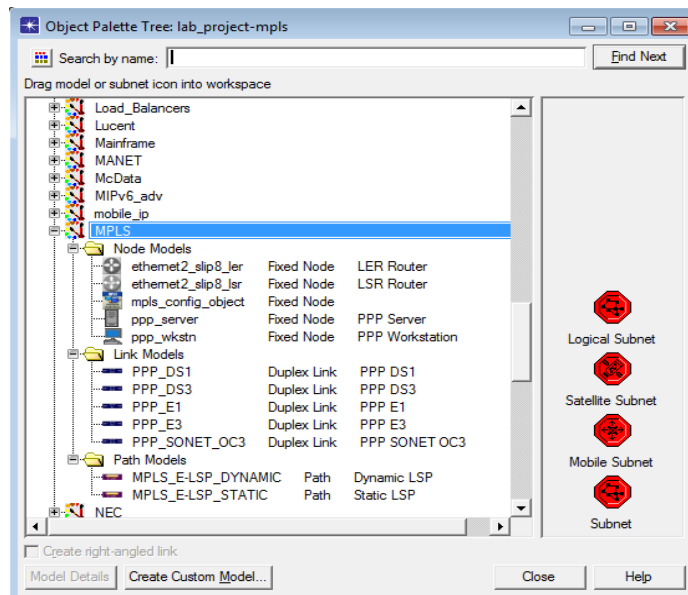 Object Palette Tree: lab_project-mpls
Search by name:
Find Next
Drag model or subnet icon into workspace
Load_Balancers
Lucent
Mainframe
MANET
McData
MIPv6_adv
mobile_ip
MPLS
Node Models
ethernet2_slip8_ler Fixed Node LER Router
ethernet2_slip8_lsr Fixed Node LSR Router
mpls_config_object Fixed Node
ppp_server Fixed Node PPP Server
ppp_wkstn Fixed Node PPP Workstation
Link Models
PPP_DS1 Duplex Link PPP DS1
PPP_DS3 Duplex Link PPP DS3
PPP_E1 Duplex Link PPP E1
PPP_E3 Duplex Link PPP E3
PPP_SONET_OC3 Duplex Link PPP SONET OC3
Path Models
MPLS_E-LSP_DYNAMIC Path Dynamic LSP
MPLS_E-LSP_STATIC Path Static LSP
NEC
Logical Subnet
Satellite Subnet
Mobile Subnet
Subnet
Create right-angled link
Model Details
Create Custom Model...
Close
Help